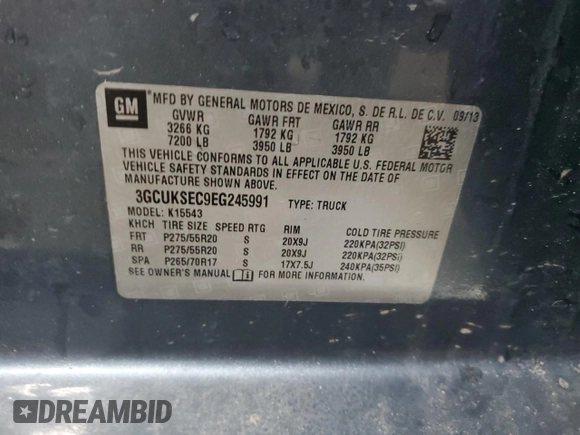 GM
*MFD BY GENERAL MOTORS DE MEXICO, S. DE R.L. DE C.V. 09/13
GVWR GAWR FRT GAWR RR
3266 KG 1792 KG 1792 KG
7200 LB 3950 LB 3950 LB
THIS VEHICLE CONFORMS TO ALL APPLICABLE U.S. FEDERAL MOTOR
VEHICLE SAFETY STANDARDS IN EFFECT ON THE DATE OF
MANUFACTURE SHOWN ABOVE.
3GCUKSEC9EG245991 TYPE: TRUCK
MODEL: K15543
KHCH TIRE SIZE SPEED RTG RIM COLD TIRE PRESSURE
FRT P275/55R20 S 20X9J 220KPA(32PSI)
RR P275/55R20 S 20X9J 220KPA(32PSI)
SPA P265/70R17 S 17X7.5J 240KPA(35PSI)
SEE OWNER'S MANUAL FOR MORE INFORMATION.
DREAMBID